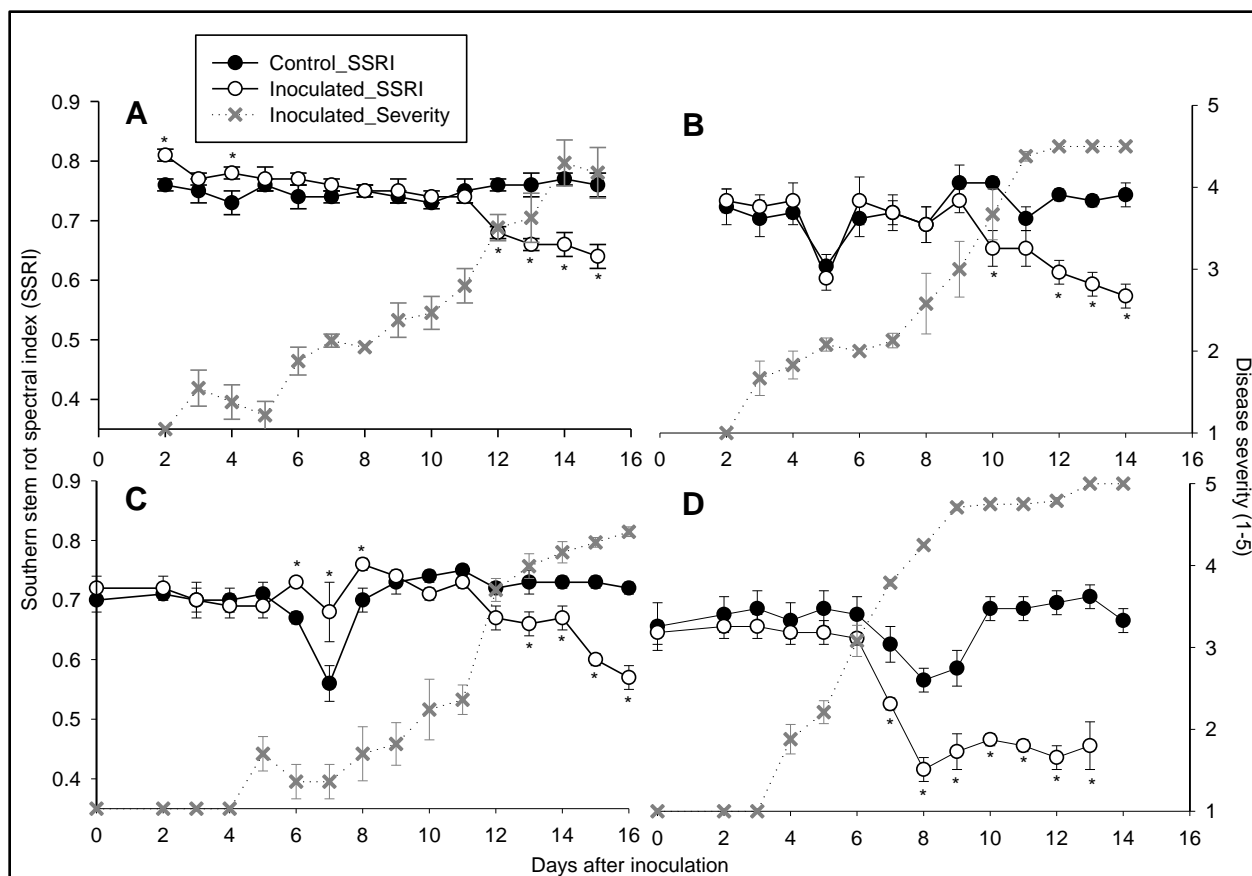 Control_SSRI
Inoculated_SSRI
Inoculated_Severity
A
B
C
D
0.9
0.8
0.7
0.6
0.5
0.4
0 2 4 6 8 10 12 14 16
* * * * * *
0 2 4 6 8 10 12 14 16
* * * *
5
4
3
2
1
0.9
0.8
0.7
0.6
0.5
0.4
0 2 4 6 8 10 12 14 16
* * * * * * *
0 2 4 6 8 10 12 14 16
* * * * * * *
5
4
3
2
1
Southern stem rot spectral index (SSRI)
Disease severity (1-5)
Days after inoculation